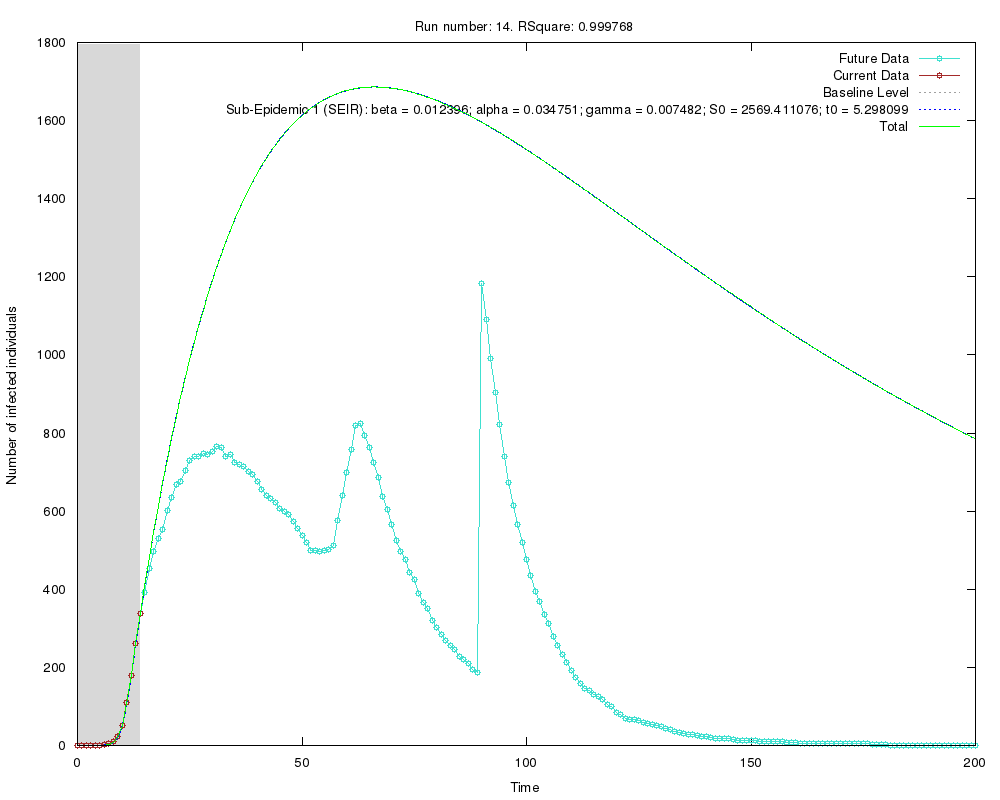 Run number: 14. RSquare: 0.999768
Future Data
Current Data
Baseline Level
Sub-Epidemic 1 (SEIR): beta = 0.012396; alpha = 0.034751; gamma = 0.007482; S0 = 2569.411076; t0 = 5.298099
Total
1800
1600
1400
1200
1000
800
600
400
200
0
Number of infected individuals
0 50 100 150 200
Time